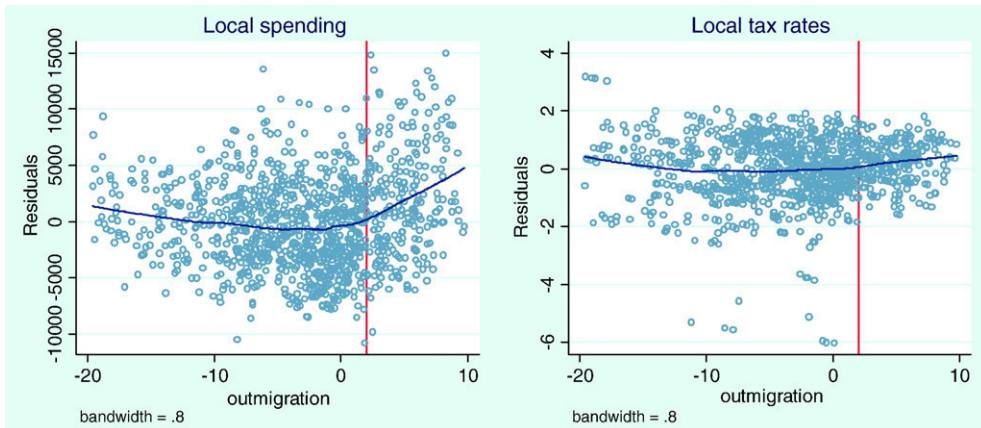 Local spending
Residuals
15000
10000
5000
0
-5000
-10000
-20
-10
0
10
outmigration
bandwidth = .8
Local tax rates
Residuals
4
2
0
-2
-4
-6
-20
-10
0
10
outmigration
bandwidth = .8